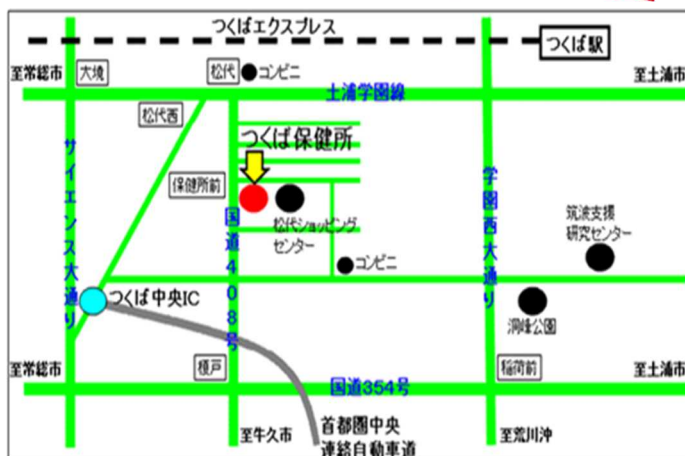 つくばエクスプレス
つくば駅
至常総市
大境
松代
コンビニ
至土浦市
土浦学園線
松代西
つくば保健所
保健所前
サイエンス大通り
国道408号
松代ショッピング
センター
学園西大通り
筑波支援
研究センター
コンビニ
つくば中央IC
洞峰公園
至常総市
榎戸
国道354号
稲荷前
至土浦市
至牛久市
首都圏中央
連絡自動車道
至荒川沖